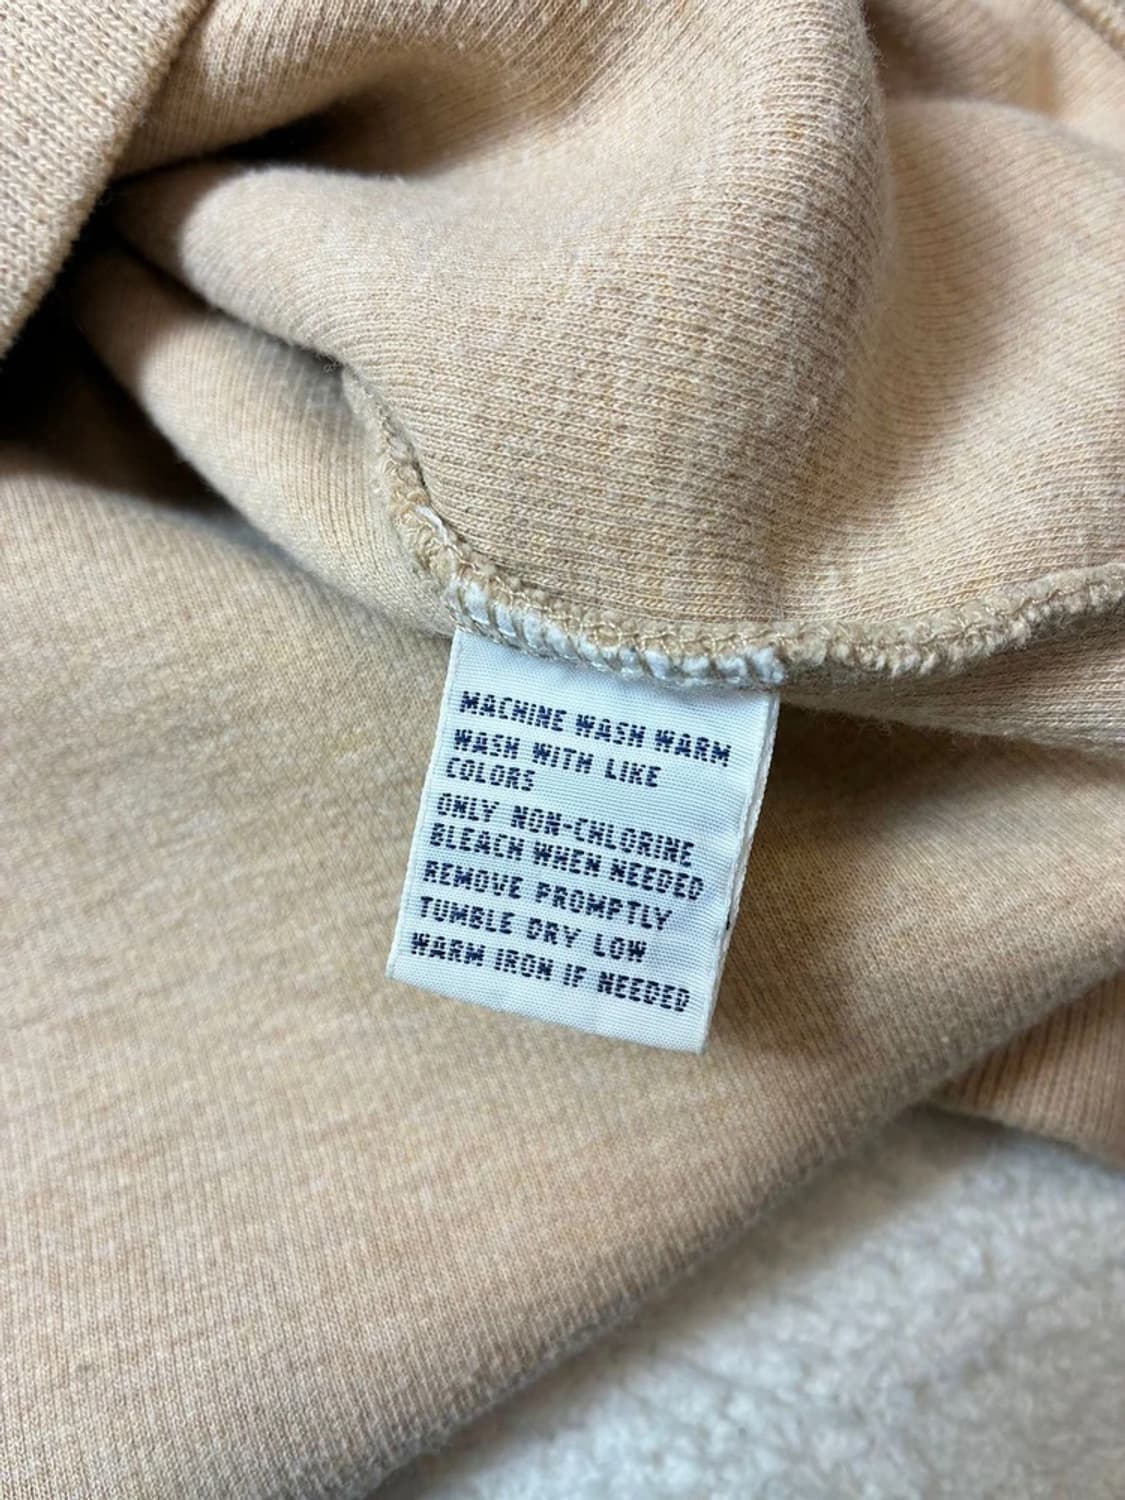 MACHINE WASH WARM
WASH WITH LIKE
COLORS
ONLY NON-CHLORINE
BLEACH WHEN NEEDED
REMOVE PROMPTLY
TUMBLE DRY LOW
WARM IRON IF NEEDED